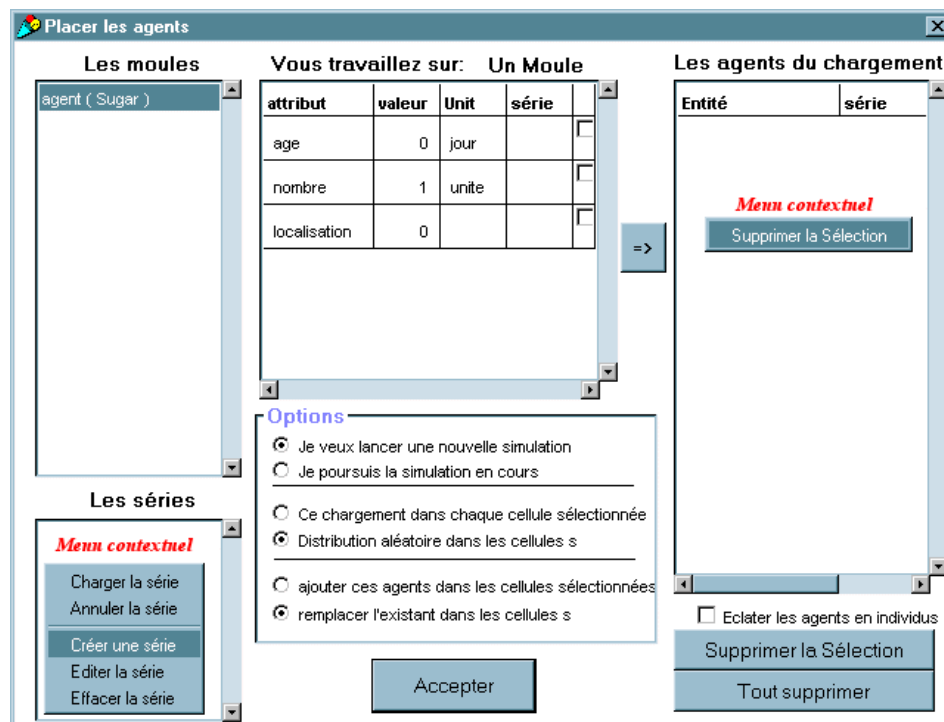 Placer les agents
Les moules
agent ( Sugar )
Les séries
Menu contextuel
Charger la série
Annuler la série
Créer une série
Editer la série
Effacer la série
Vous travaillez sur: Un Moule
attribut valeur Unit série
age 0 jour
nombre 1 unite
localisation 0
=>
Options
Je veux lancer une nouvelle simulation
Je poursuis la simulation en cours
Ce chargement dans chaque cellule sélectionnée
Distribution aléatoire dans les cellules s
ajouter ces agents dans les cellules sélectionnées
remplacer l'existant dans les cellules s
Accepter
Les agents du chargement
Entité série
Menu contextuel
Supprimer la Sélection
Eclater les agents en individus
Supprimer la Sélection
Tout supprimer